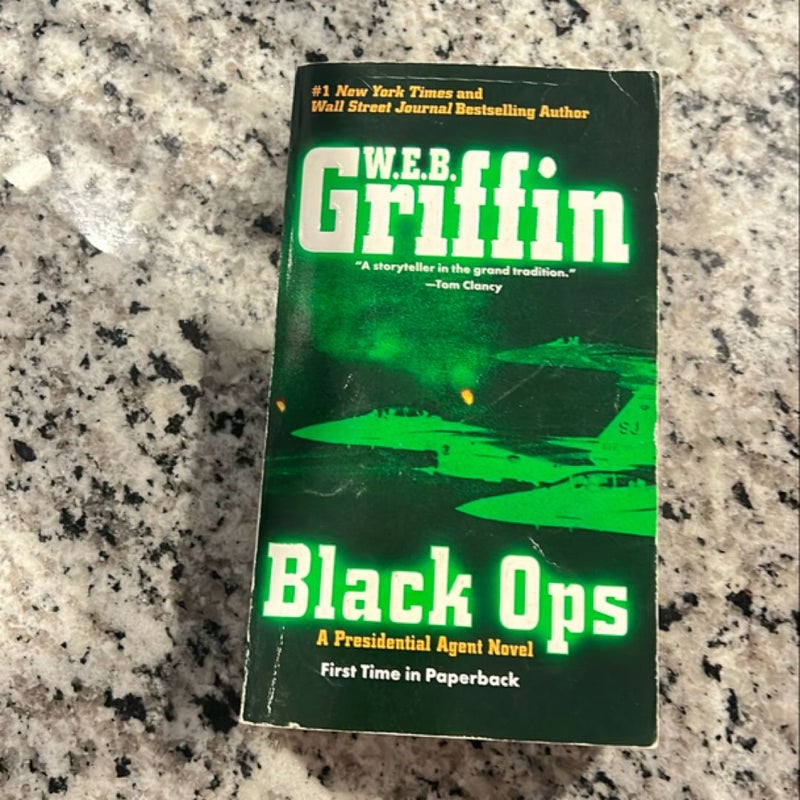 #1 New York Times and
Wall Street Journal Bestselling Author
W.E.B.
Griffin
"A storyteller in the grand tradition."
—Tom Clancy
SJ
Black Ops
A Presidential Agent Novel
First Time in Paperback